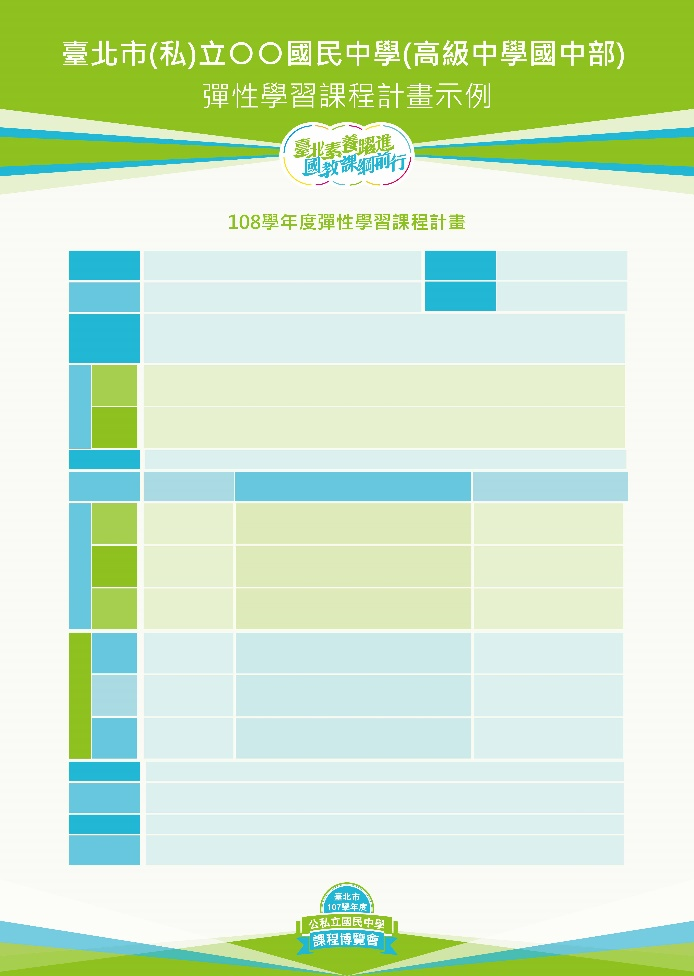 臺北市(私)立〇〇國民中學(高級中學國中部)
彈性學習課程計畫示例
臺北素養躍進
國教課綱前行
108學年度彈性學習課程計畫
臺北市
107學年度
公私立國民中學
課程博覽會